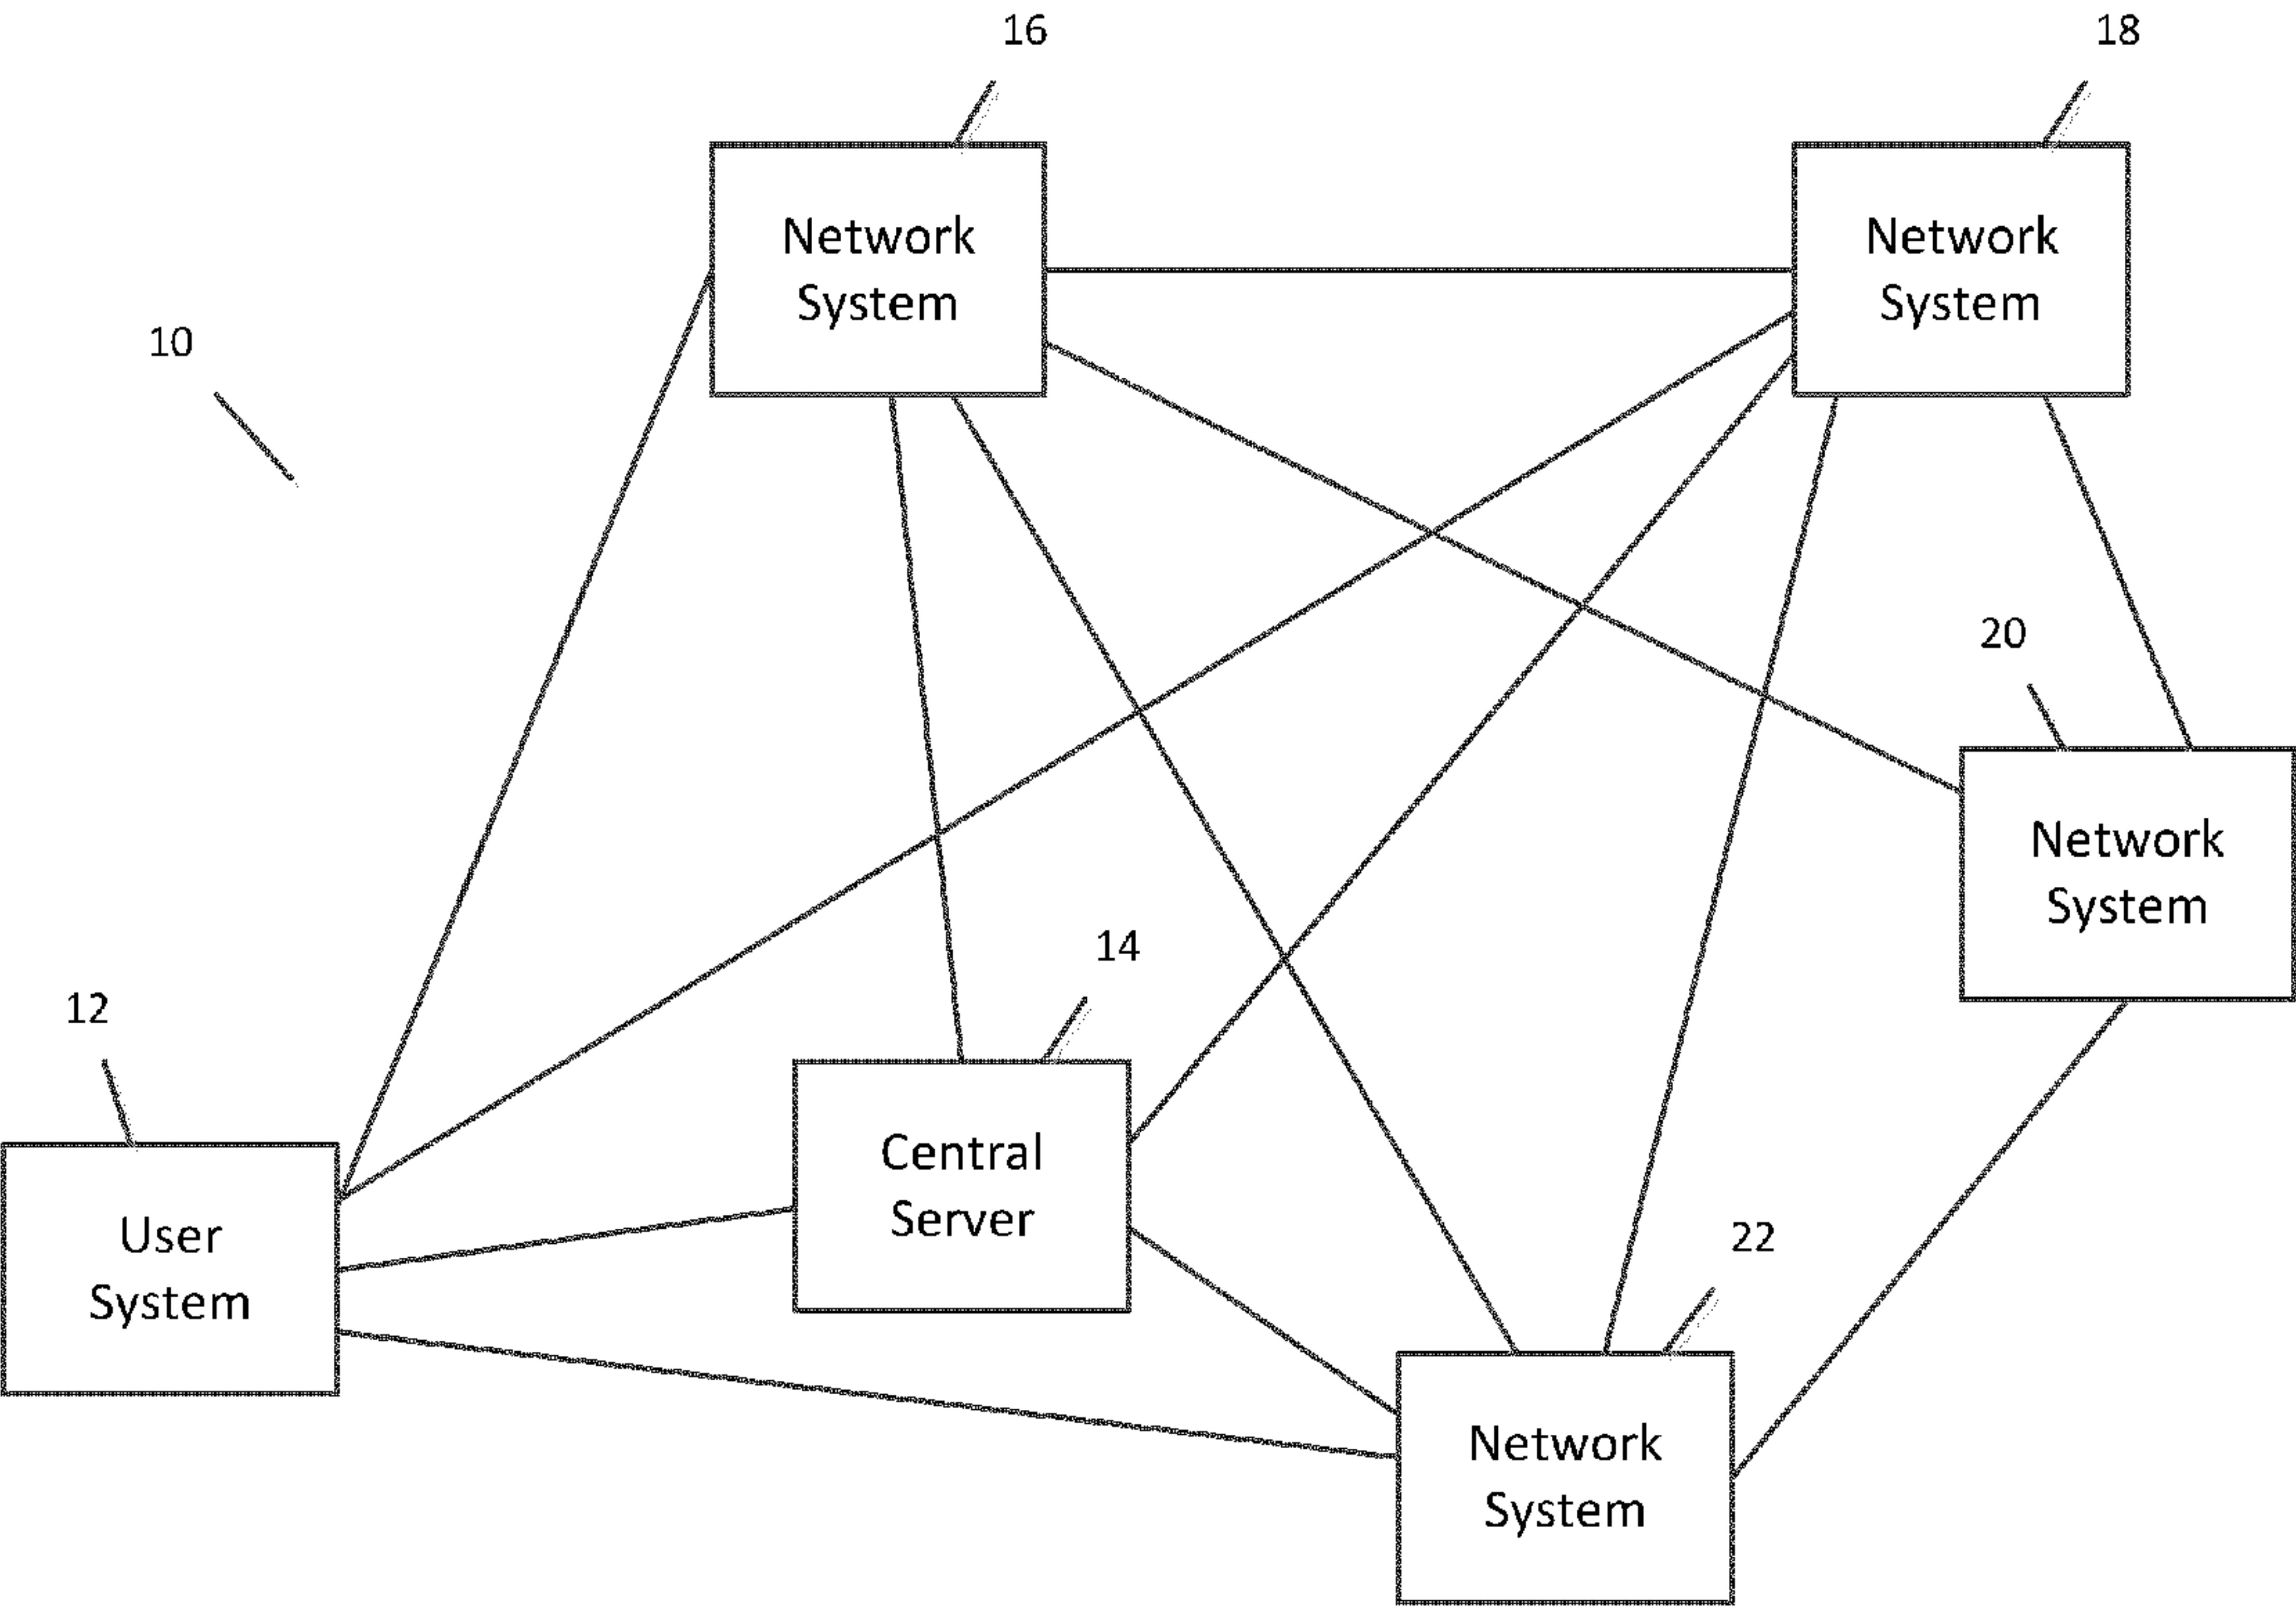 16
18
Network
System
Network
System
10
20
Network
System
14
12
Central
Server
User
System
22
Network
System